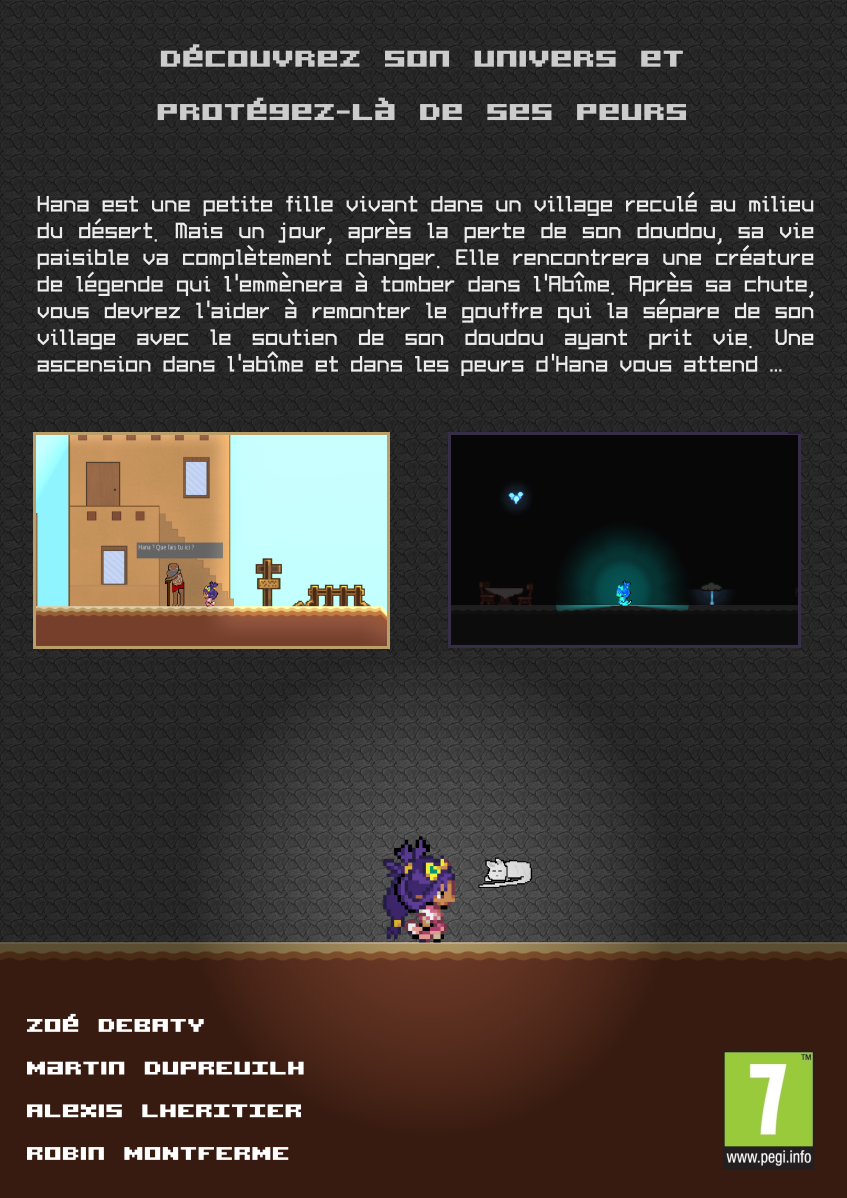 Découvrez son univers et
protégez-là de ses peurs
Hana est une petite fille vivant dans un village reculé au milieu
du désert. Mais un jour, après la perte de son doudou, sa vie
paisible va complètement changer. Elle rencontrera une créature
de légende qui l'emmènera à tomber dans l'Abîme. Après sa chute,
vous devrez l'aider à remonter le gouffre qui la sépare de son
village avec le soutien de son doudou ayant prit vie. Une
ascension dans l'abîme et dans les peurs d'Hana vous attend ...
Hana ? Que fais tu ici ?
Zoé Debaty
Martin Dupreuilh
Alexis Lheritier
Robin Montferme
7
TM
www.pegi.info